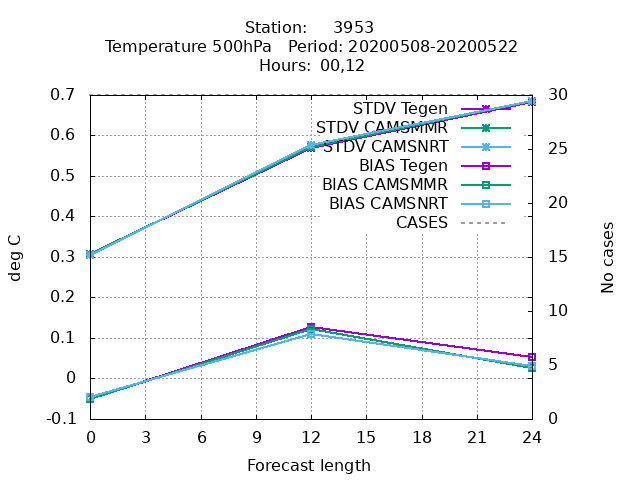 Station: 3953
Temperature 500hPa Period: 20200508-20200522
Hours: 00,12
0.7
0.6
0.5
0.4
0.3
0.2
0.1
0
-0.1
deg C
30
25
20
15
10
5
0
No cases
STDV Tegen
STDV CAMSMMR
STDV CAMSNRT
BIAS Tegen
BIAS CAMSMMR
BIAS CAMSNRT
CASES
0 3 6 9 12 15 18 21 24
Forecast length